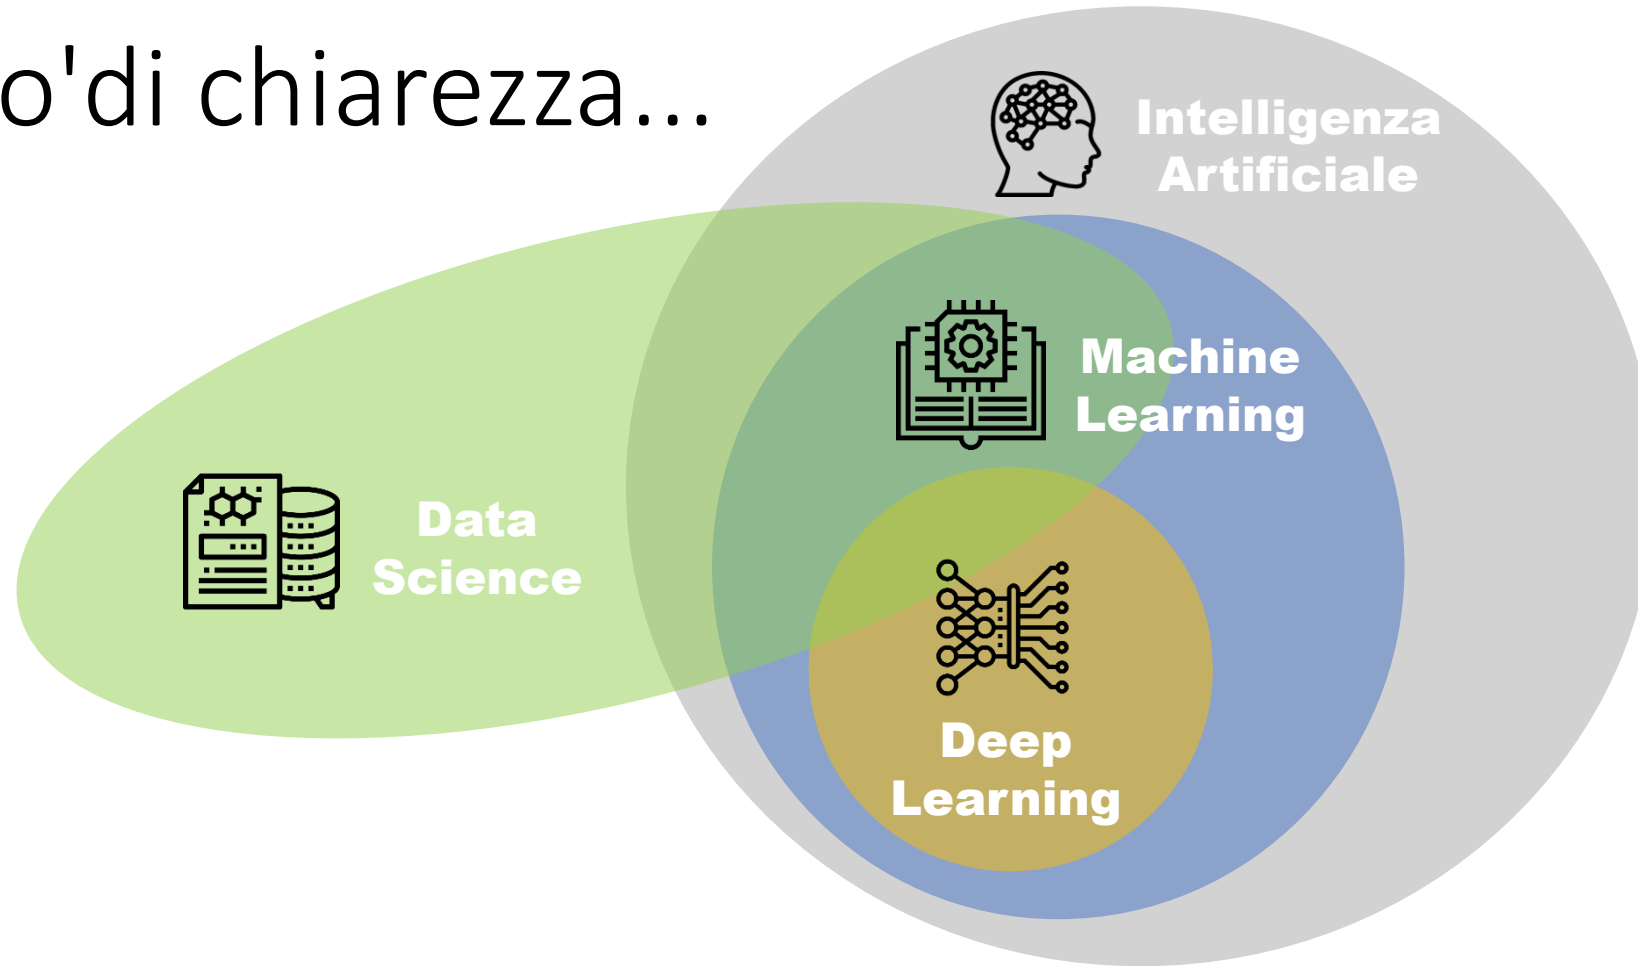 o'di chiarezza...
Intelligenza
Artificiale
Machine
Learning
Data
Science
Deep
Learning